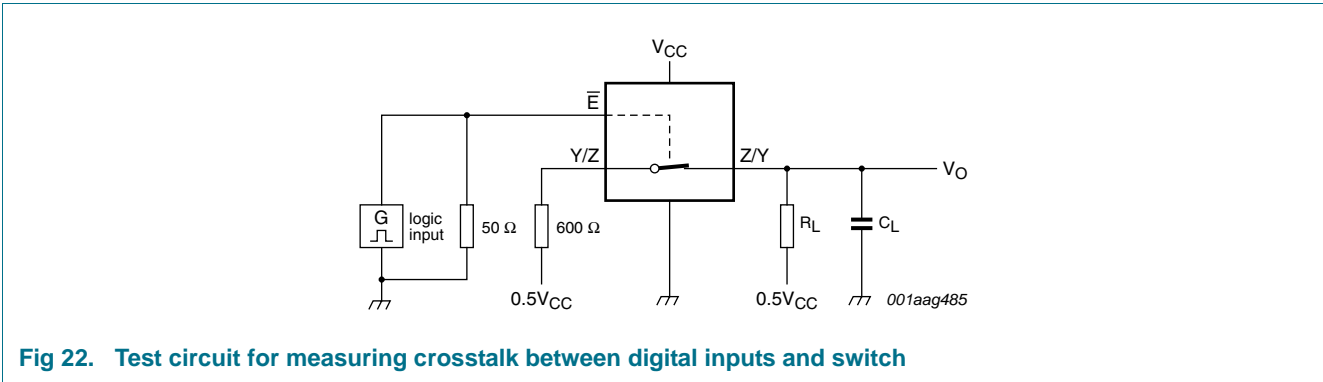 VCC
E̅
Y/Z
Z/Y
VO
G
logic
input
50 Ω
600 Ω
RL
CL
0.5VCC
0.5VCC
001aag485
Fig 22. Test circuit for measuring crosstalk between digital inputs and switch